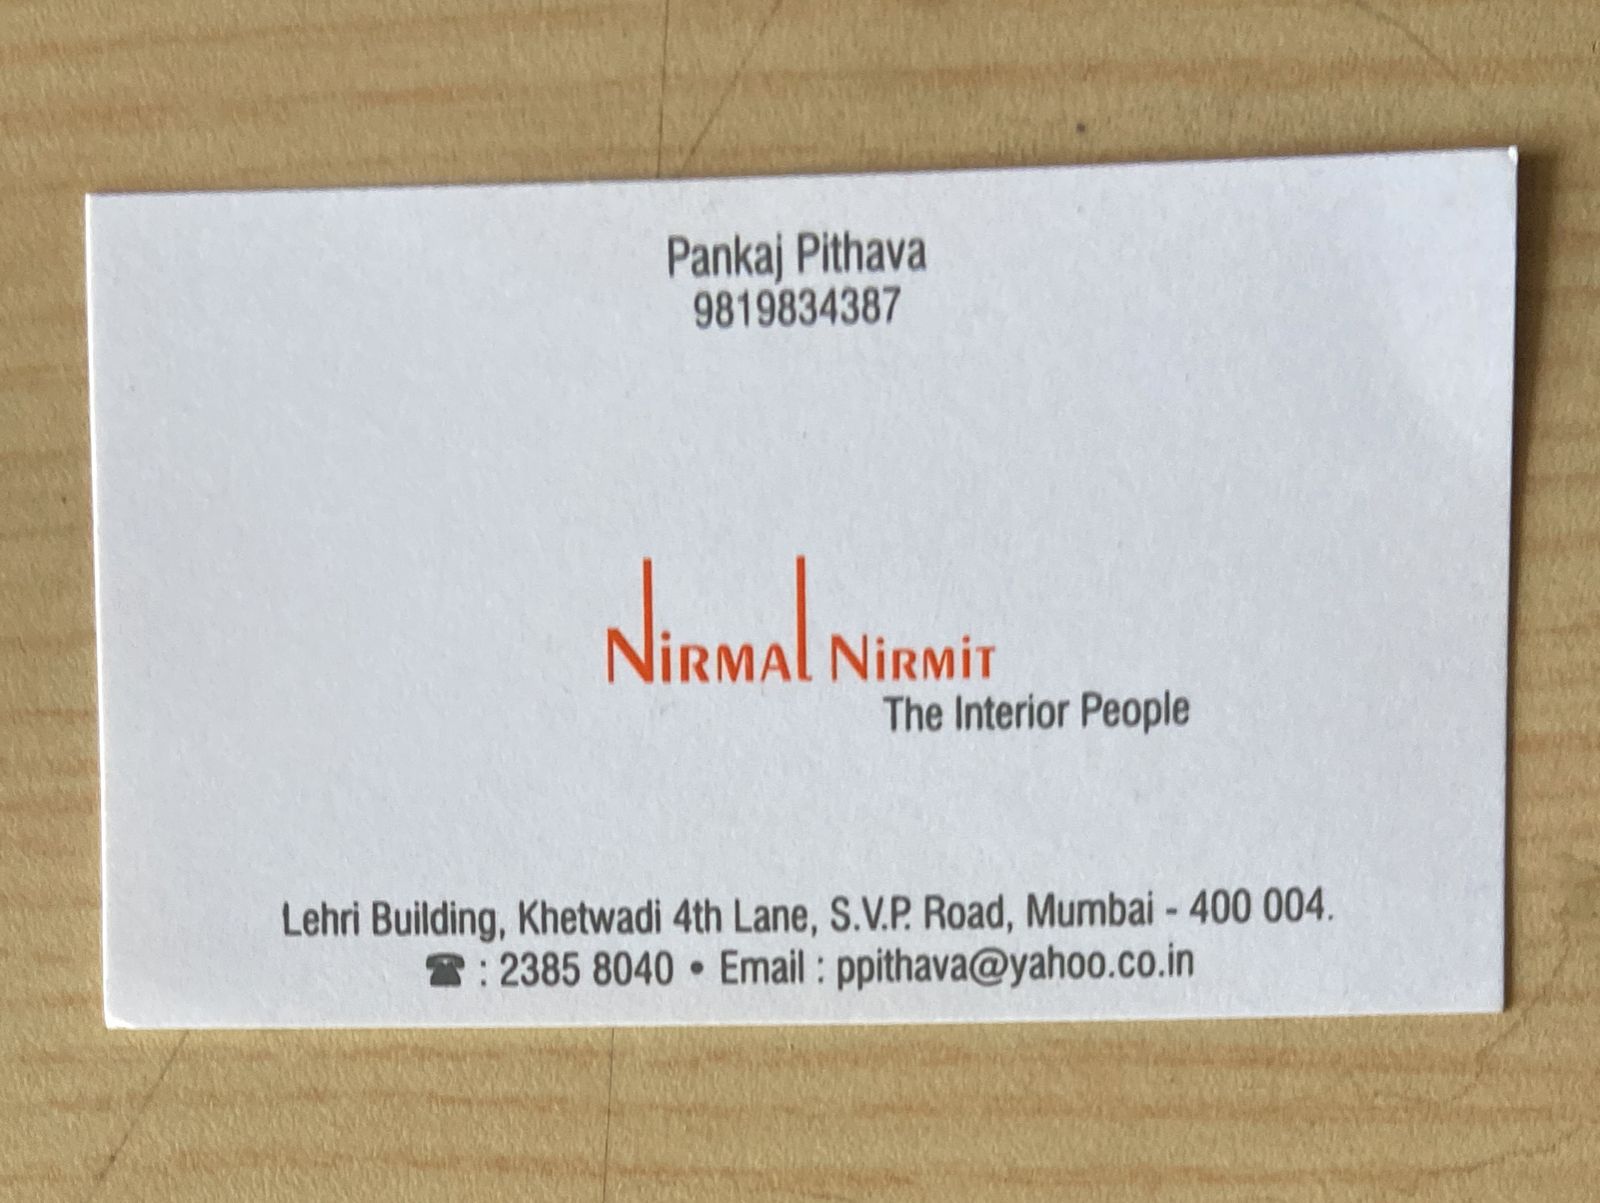 Pankaj Pithava
9819834387
Nirmal Nirmit
The Interior People
Lehri Building, Khetwadi 4th Lane, S.V.P. Road, Mumbai - 400 004.
☎ : 2385 8040 • Email : ppithava@yahoo.co.in